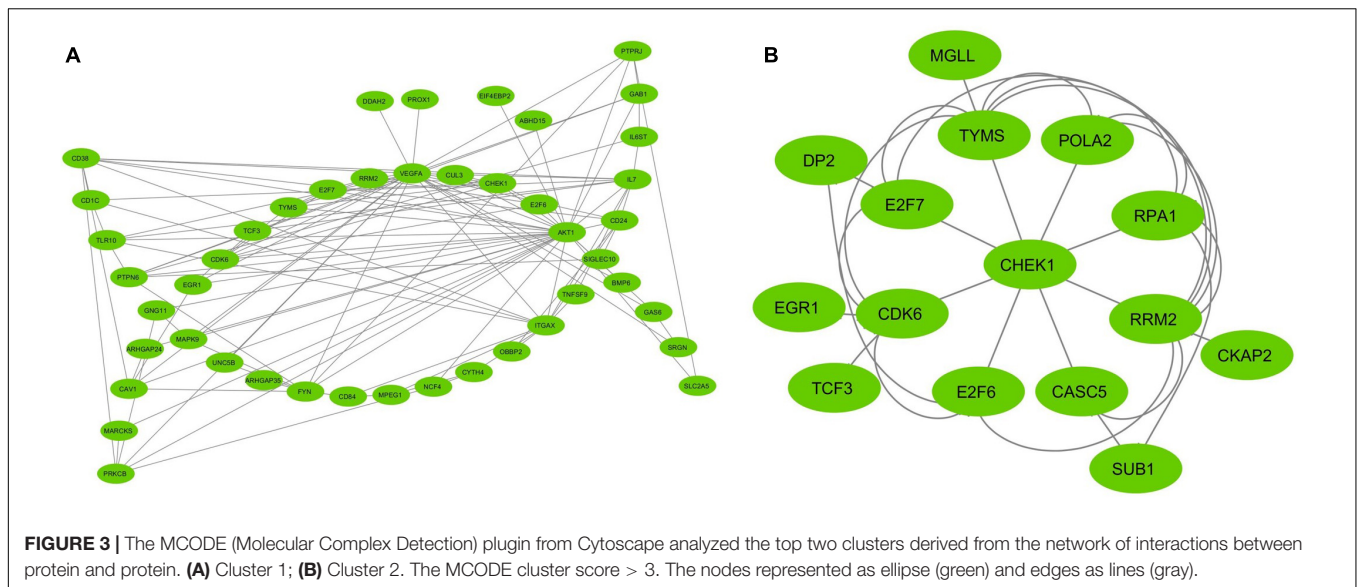 A
PTPRJ
DDAH2
PROX1
EIF4EBP2
GAB1
ABHD15
IL6ST
CD38
VEGFA
CUL3
RRM2
CHEK1
IL7
E2F7
CD1C
TYMS
E2F6
CD24
TCF3
AKT1
TLR10
CDK6
SIGLEC10
PTPN6
EGR1
BMP6
TNFSF9
GNG11
GAS6
ITGAX
MAPK9
ARHGAP24
OBBP2
SRGN
UNC5B
CYTH4
ARHGAP35
CAV1
FYN
NCF4
SLC2A5
CD84
MPEG1
MARCKS
PRKCB
B
MGLL
TYMS
POLA2
DP2
E2F7
RPA1
CHEK1
EGR1
CDK6
RRM2
CKAP2
TCF3
E2F6
CASC5
SUB1
FIGURE 3 | The MCODE (Molecular Complex Detection) plugin from Cytoscape analyzed the top two clusters derived from the network of interactions between
protein and protein. (A) Cluster 1; (B) Cluster 2. The MCODE cluster score > 3. The nodes represented as ellipse (green) and edges as lines (gray).